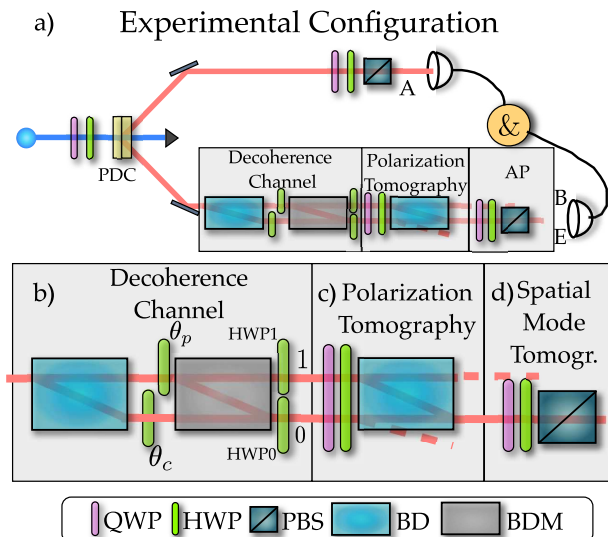 a) Experimental Configuration
A
&
PDC
Decoherence
Channel
Polarization
Tomography
AP
B
E
b) Decoherence
Channel
θp
HWP1
1
θc
HWP0
0
c) Polarization
Tomography
d) Spatial
Mode
Tomogr.
QWP HWP PBS BD BDM